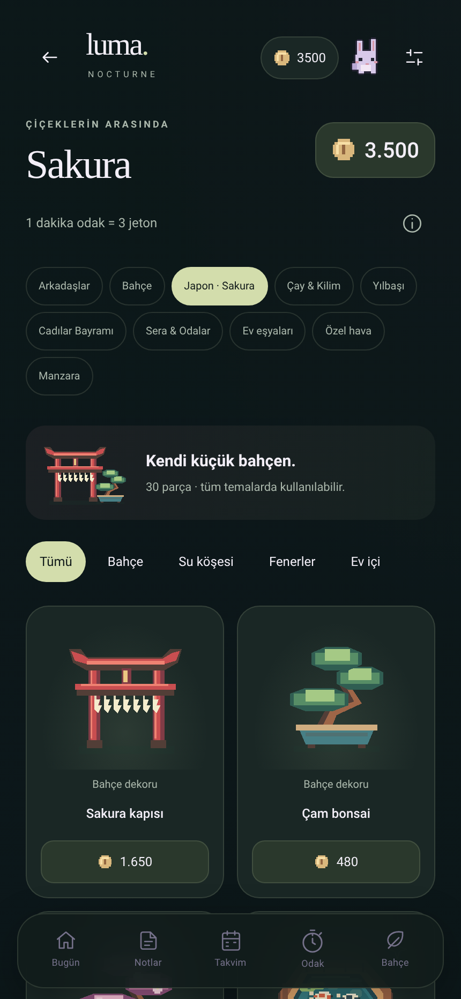 luma.
NOCTURNE
3500
ÇİÇEKLERİN ARASINDA
Sakura
3.500
1 dakika odak = 3 jeton
Arkadaşlar
Bahçe
Japon · Sakura
Çay & Kilim
Yılbaşı
Cadılar Bayramı
Sera & Odalar
Ev eşyaları
Özel hava
Manzara
Kendi küçük bahçen.
30 parça · tüm temalarda kullanılabilir.
Tümü
Bahçe
Su köşesi
Fenerler
Ev içi
Bahçe dekoru
Sakura kapısı
1.650
Bahçe dekoru
Çam bonsai
480
Bugün
Notlar
Takvim
Odak
Bahçe